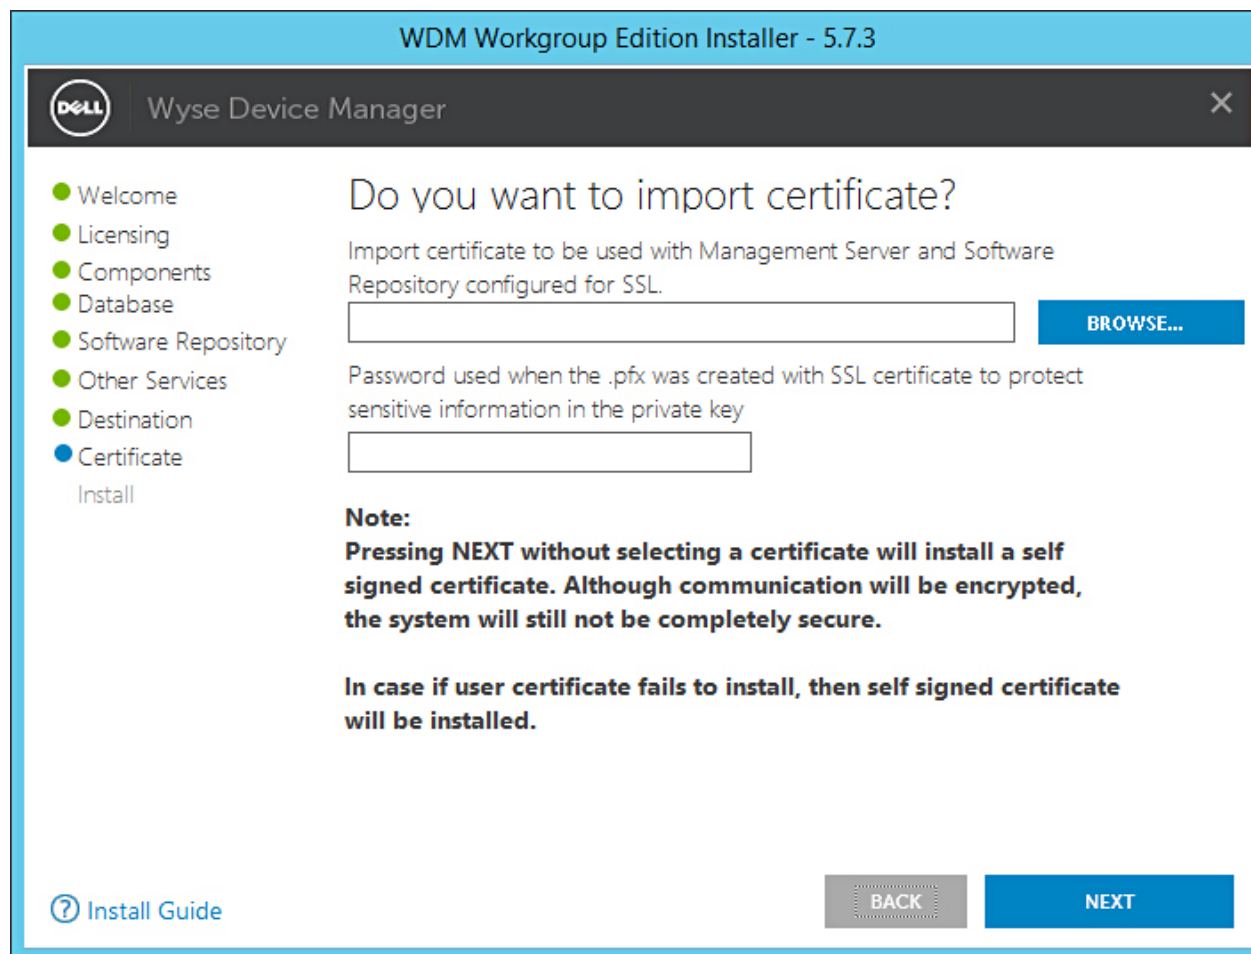 WDM Workgroup Edition Installer - 5.7.3
DELL
Wyse Device Manager
Welcome
Licensing
Components
Database
Software Repository
Other Services
Destination
Certificate
Install
Do you want to import certificate?
Import certificate to be used with Management Server and Software
Repository configured for SSL.
BROWSE...
Password used when the .pfx was created with SSL certificate to protect
sensitive information in the private key
Note:
Pressing NEXT without selecting a certificate will install a self
signed certificate. Although communication will be encrypted,
the system will still not be completely secure.
In case if user certificate fails to install, then self signed certificate
will be installed.
? Install Guide
BACK
NEXT